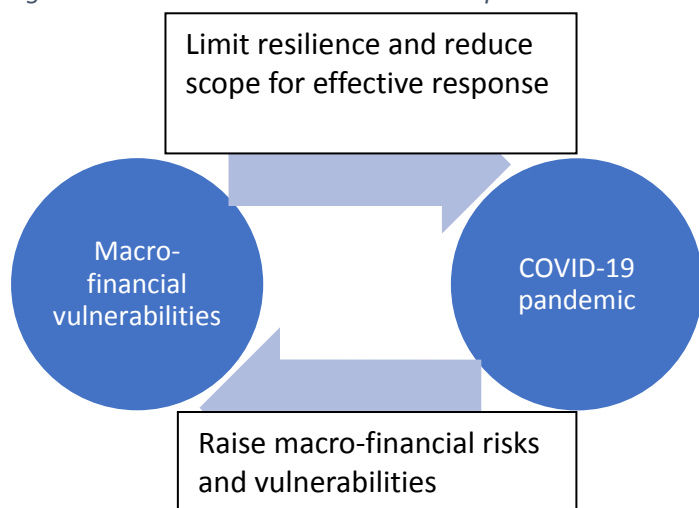 Limit resilience and reduce
scope for effective response
Macro-
financial
vulnerabilities
COVID-19
pandemic
Raise macro-financial risks
and vulnerabilities